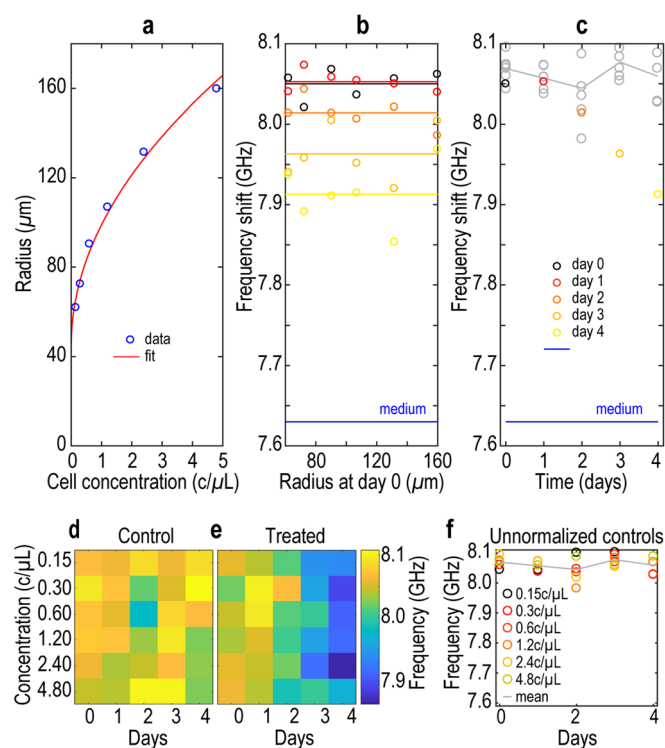 a
b
c
160
120
80
40
0
Radius (µm)
data
fit
0 1 2 3 4 5
Cell concentration (c/µL)
8.1
8.0
7.9
7.8
7.7
7.6
Frequency shift (GHz)
medium
80 120 160
Radius at day 0 (µm)
8.1
8.0
7.9
7.8
7.7
7.6
Frequency shift (GHz)
day 0
day 1
day 2
day 3
day 4
medium
0 1 2 3 4
Time (days)
d Control
e Treated
Concentration (c/µL)
0.15
0.30
0.60
1.20
2.40
4.80
0 1 2 3 4
Days
0 1 2 3 4
Days
8.10
8.00
7.90
Frequency (GHz)
f Unnormalized controls
8.1
8.0
7.9
7.8
7.7
7.6
Frequency (GHz)
0.15c/µL
0.3c/µL
0.6c/µL
1.2c/µL
2.4c/µL
4.8c/µL
mean
0 2 4
Days